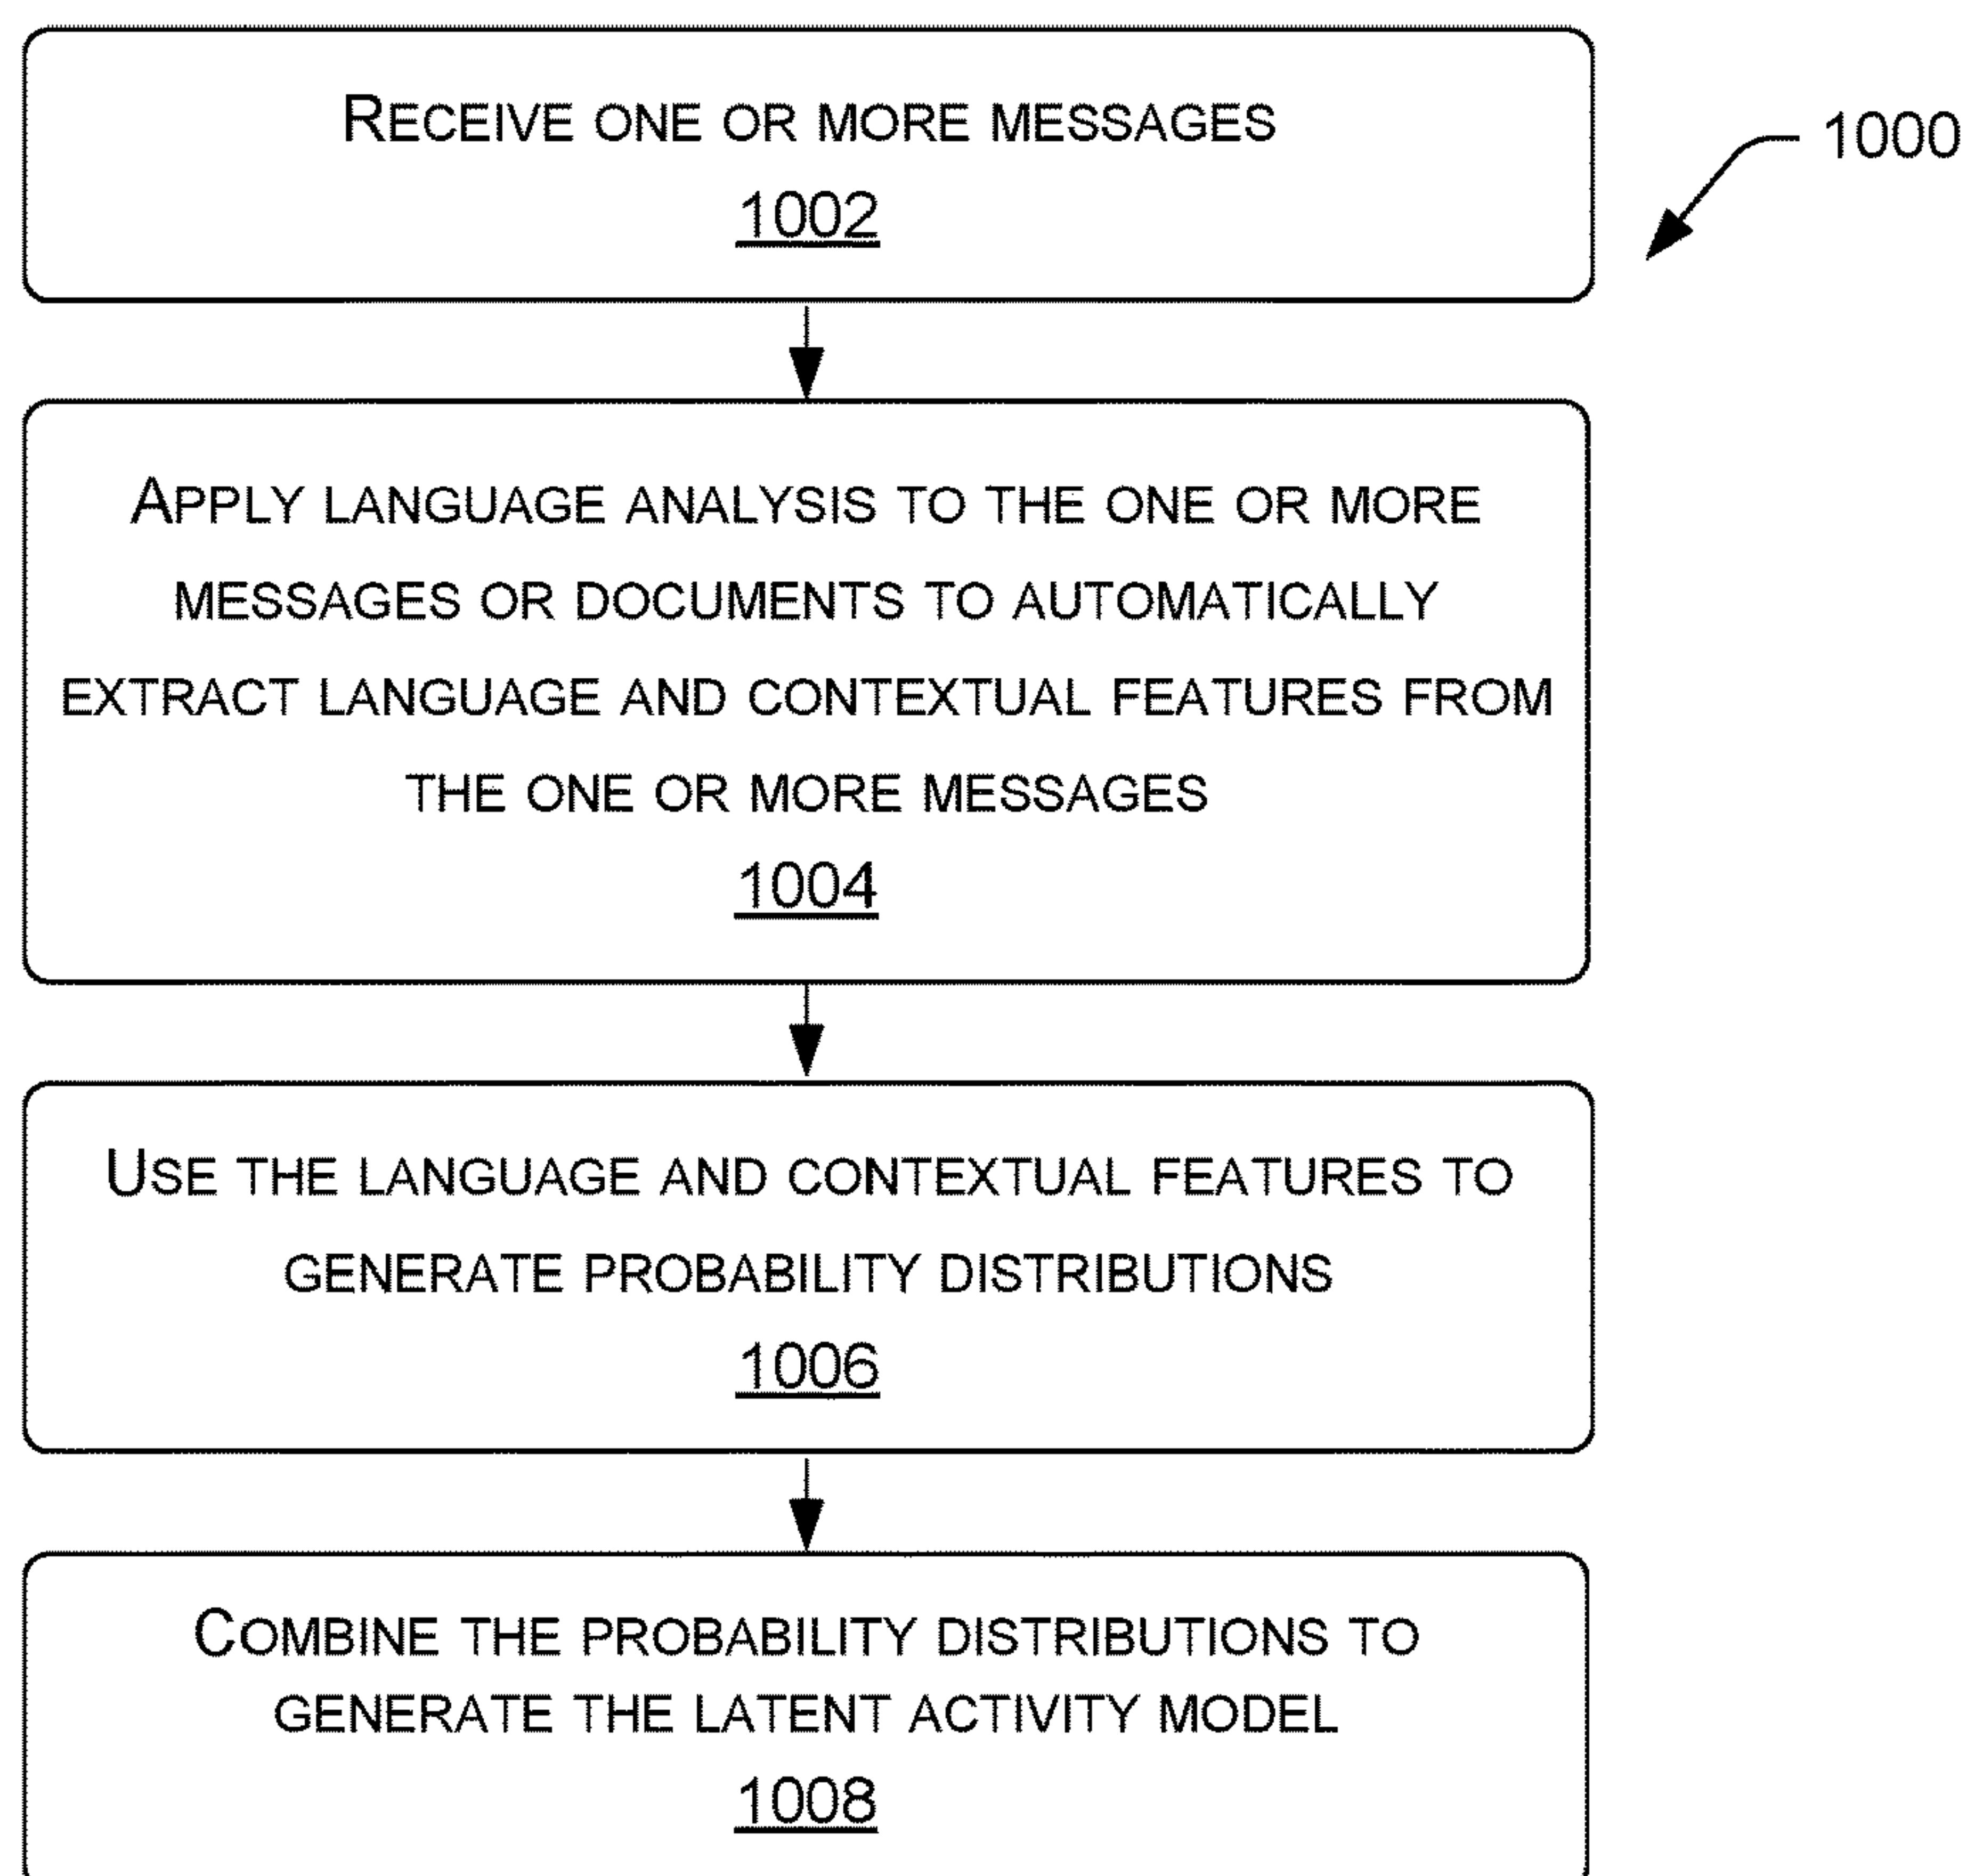 RECEIVE ONE OR MORE MESSAGES
1002
1000
APPLY LANGUAGE ANALYSIS TO THE ONE OR MORE
MESSAGES OR DOCUMENTS TO AUTOMATICALLY
EXTRACT LANGUAGE AND CONTEXTUAL FEATURES FROM
THE ONE OR MORE MESSAGES
1004
USE THE LANGUAGE AND CONTEXTUAL FEATURES TO
GENERATE PROBABILITY DISTRIBUTIONS
1006
COMBINE THE PROBABILITY DISTRIBUTIONS TO
GENERATE THE LATENT ACTIVITY MODEL
1008